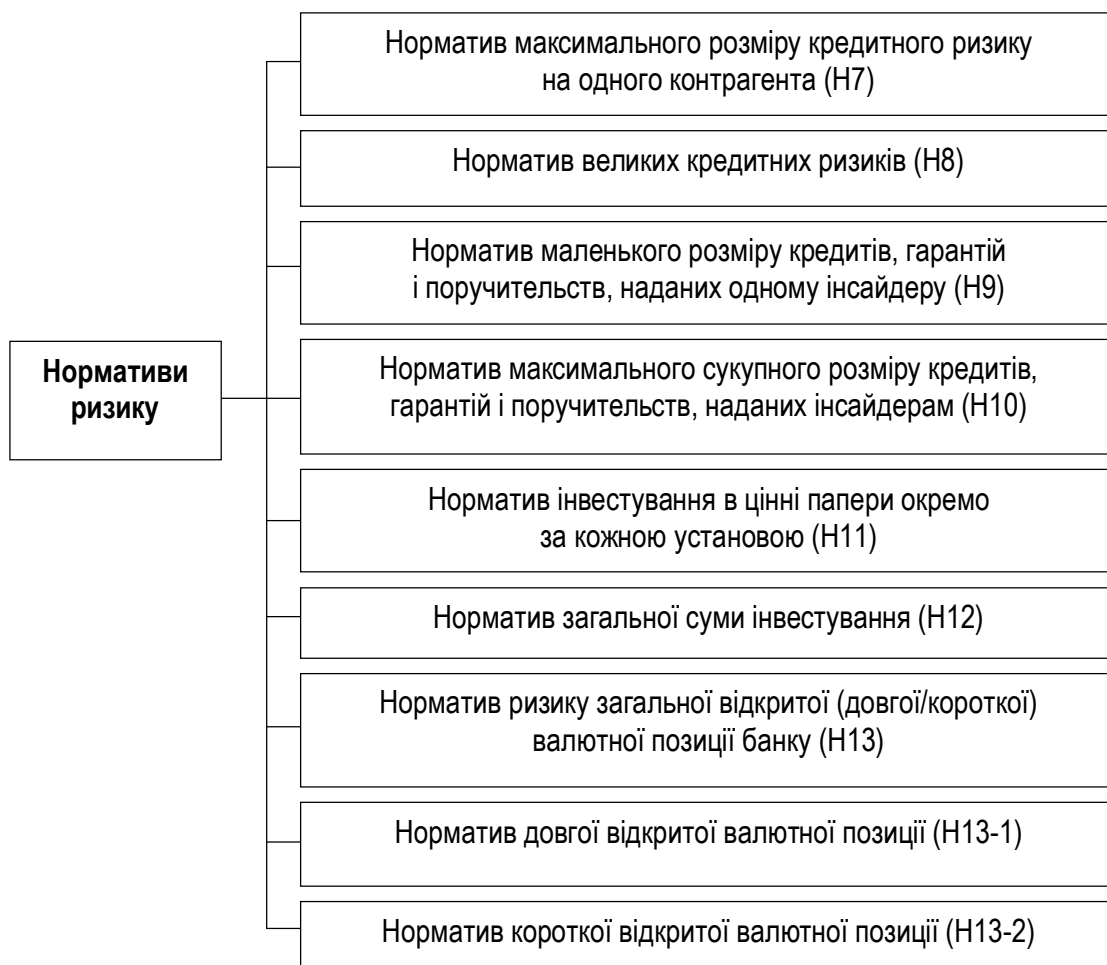 Норматив максимального розміру кредитного ризику
на одного контрагента (Н7)
Норматив великих кредитних ризиків (Н8)
Норматив маленького розміру кредитів, гарантій
і поручительств, наданих одному інсайдеру (Н9)
Нормативи
ризику
Норматив максимального сукупного розміру кредитів,
гарантій і поручительств, наданих інсайдерам (Н10)
Норматив інвестування в цінні папери окремо
за кожною установою (Н11)
Норматив загальної суми інвестування (Н12)
Норматив ризику загальної відкритої (довгої/короткої)
валютної позиції банку (Н13)
Норматив довгої відкритої валютної позиції (Н13-1)
Норматив короткої відкритої валютної позиції (Н13-2)